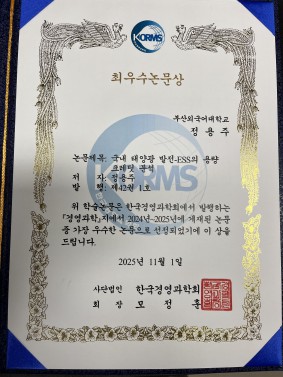 KORMS
최우수논문상
부산외국어대학교
정용주
논문제목: 국내 태양광 발전-ESS의 용량
크레딧 분석
저 자: 정용주
발 행: 제42권 1호
위 학술논문은 한국경영과학회에서 발행하는
「경영과학」지에서 2024년~2025년에 게재된 논문
중 가장 우수한 논문으로 선정되었기에 이 상을
드립니다.
2025년 11월 1일
사단법인 한국경영과학회
회 장 모정훈